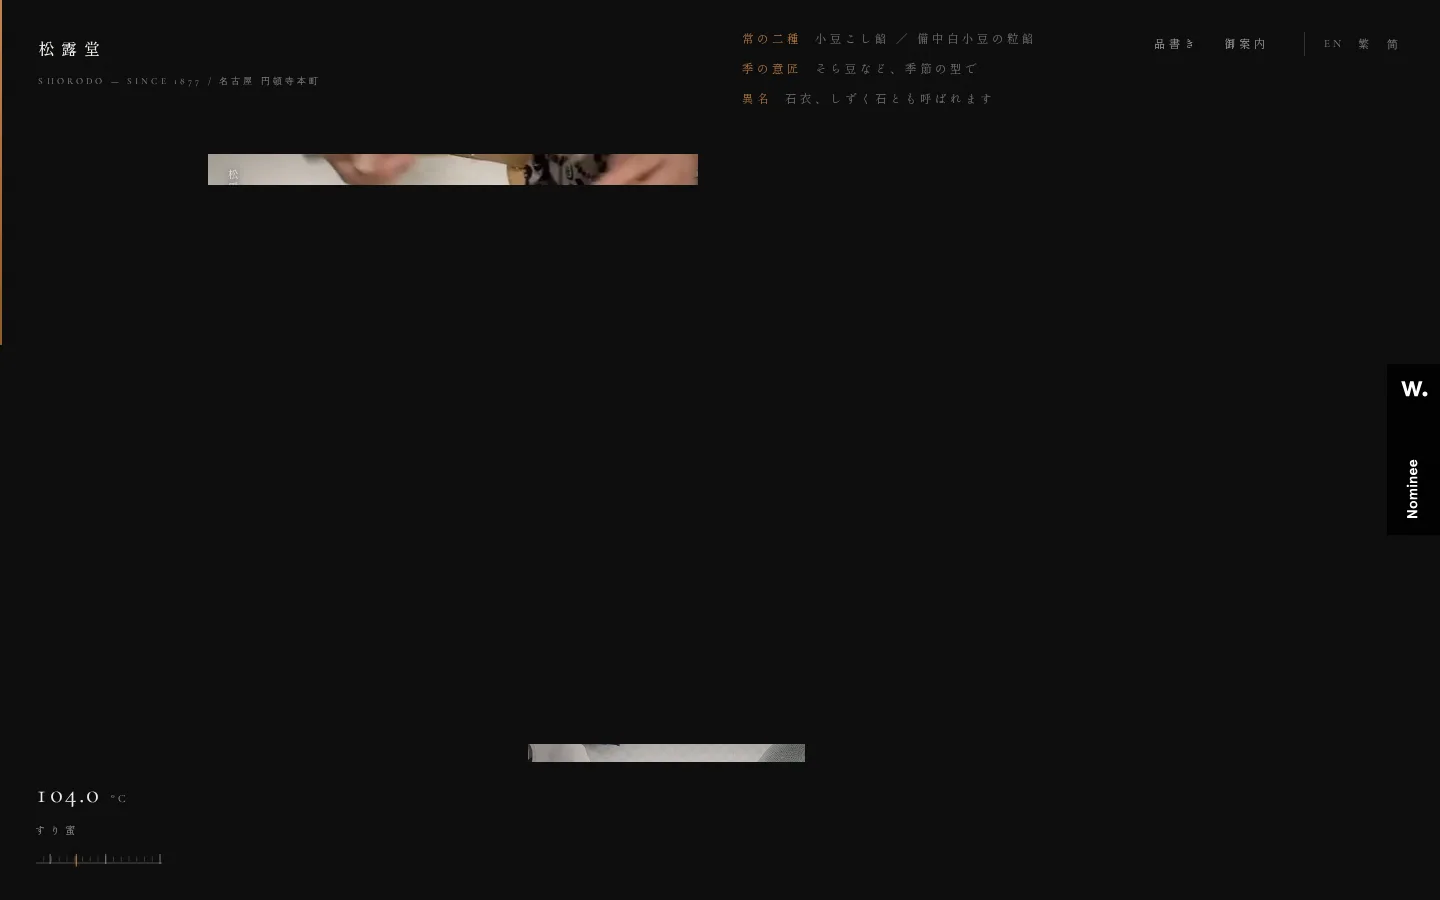 松露堂
SHORODO — SINCE 1877 / 名古屋 円頓寺本町
常の二種 小豆こし餡 ／ 備中白小豆の粒餡
季の意匠 そら豆など、季節の型で
異名 石衣、しずく石とも呼ばれます
品書き 御案内 EN 繁 简
松
W.
Nominee
104.0 °C
すり蜜